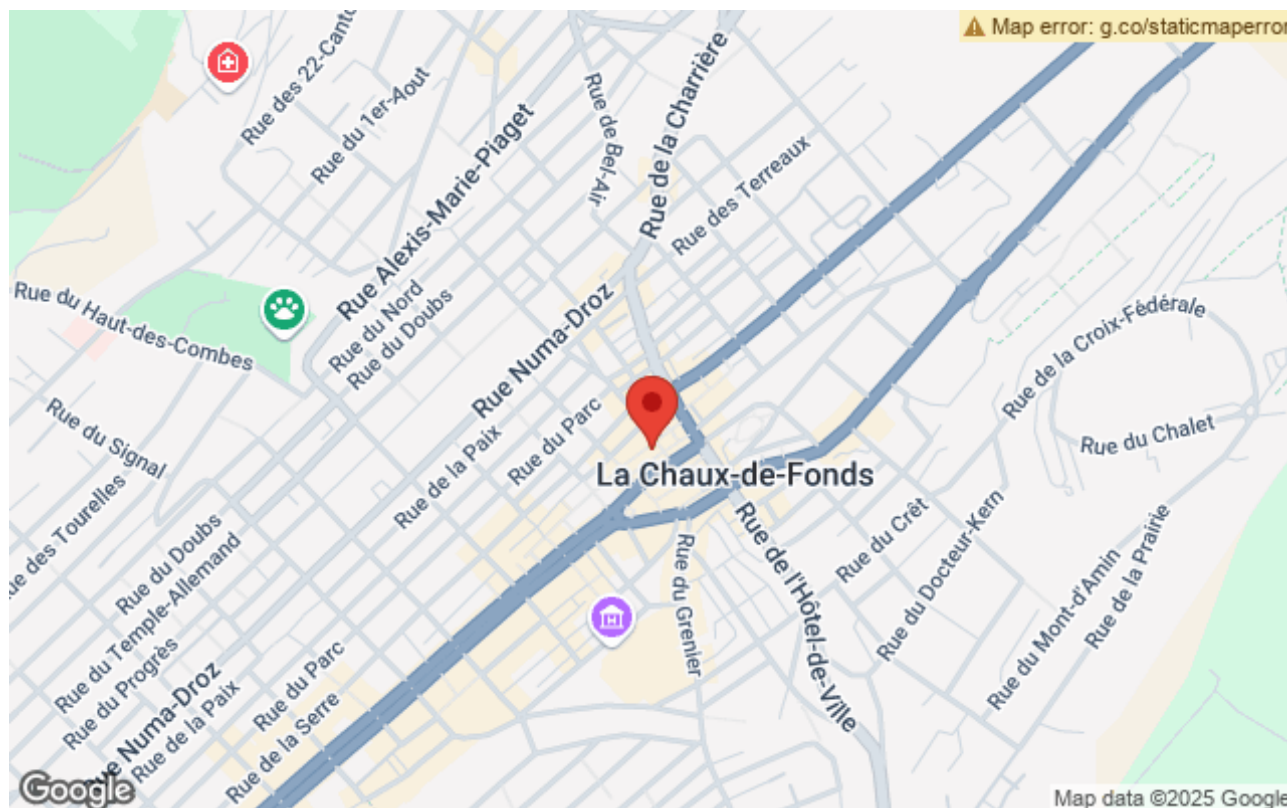 Map error: g.co/staticmaperror
Rue des 22-Canto
Rue du 1er-Aout
Rue Alexis-Marie-Piaget
Rue de Bel-Air
Rue de la Charrière
Rue des Terreaux
Rue du Haut-des-Combes
Rue du Nord
Rue du Doubs
Rue Numa-Droz
Rue de la Croix-Fédérale
Rue du Chalet
Rue du Signal
Rue de la Paix
Rue du Parc
La Chaux-de-Fonds
ue des Tourelles
Rue du Doubs
Rue du Temple-Allemand
Rue du Progrès
Rue Numa-Droz
Rue de la Paix
Rue du Parc
Rue de la Serre
Rue du Grenier
Rue de l'Hôtel-de-Ville
Rue du Crêt
Rue du Docteur-Kern
Rue du Mont-d'Amin
Rue de la Prairie
H
Google
Map data ©2025 Google